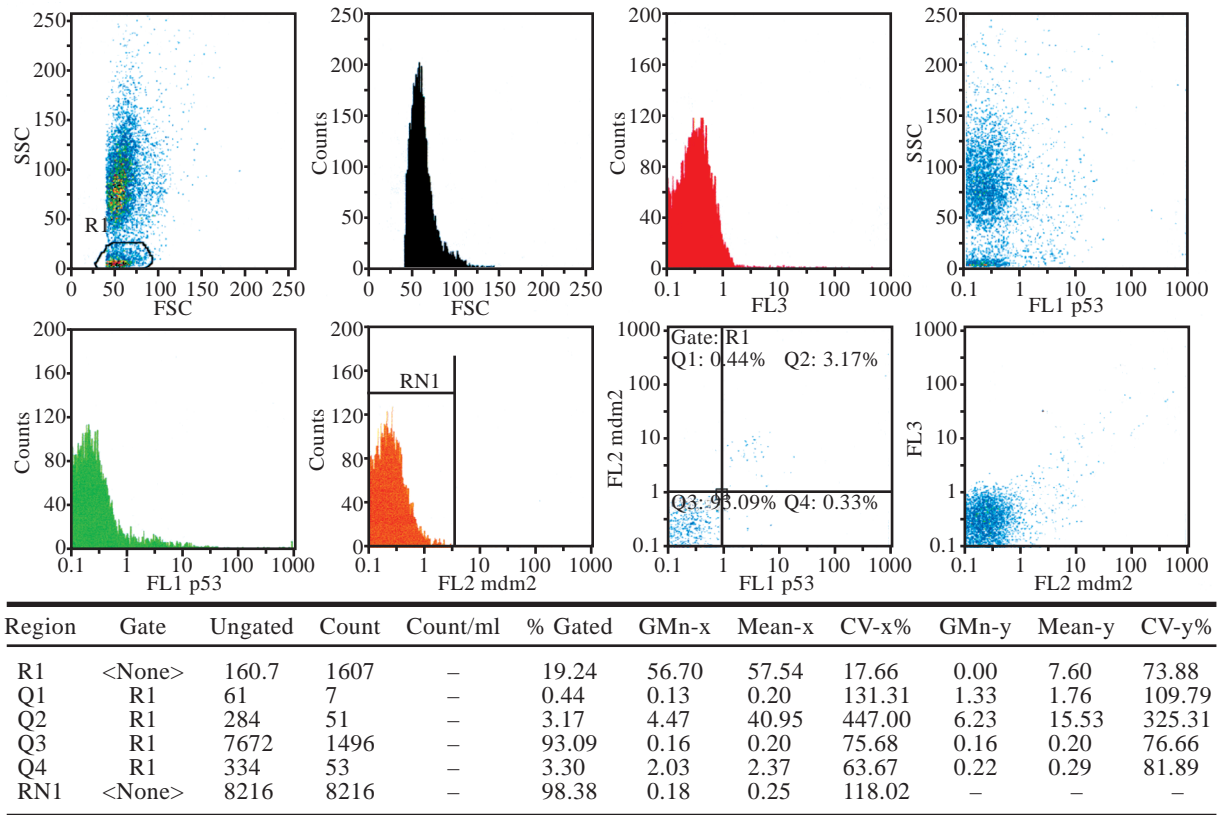 250
200
150
100
50
0
SSC
R1
0 50 100 150 200 250
FSC
250
200
150
100
50
0
Counts
50 100 150 200 250
FSC
200
160
120
80
40
0
Counts
0.1 1 10 100 1000
FL3
250
200
150
100
50
0
SSC
0.1 1 10 100 1000
FL1 p53
200
160
120
80
40
0
Counts
0.1 1 10 100 1000
FL1 p53
200
160
120
80
40
0
Counts
RN1
0.1 1 10 100 1000
FL2 mdm2
1000
100
10
1
0.1
FL2 mdm2
Gate: R1
Q1: 0.44% Q2: 3.17%
Q3: 93.09% Q4: 0.33%
0.1 1 10 100 1000
FL1 p53
1000
100
10
1
0.1
FL3
0.1 1 10 100 1000
FL2 mdm2
Region Gate Ungated Count Count/ml % Gated GMn-x Mean-x CV-x% GMn-y Mean-y CV-y%
R1 <None> 160.7 1607 – 19.24 56.70 57.54 17.66 0.00 7.60 73.88
Q1 R1 61 7 – 0.44 0.13 0.20 131.31 1.33 1.76 109.79
Q2 R1 284 51 – 3.17 4.47 40.95 447.00 6.23 15.53 325.31
Q3 R1 7672 1496 – 93.09 0.16 0.20 75.68 0.16 0.20 76.66
Q4 R1 334 53 – 3.30 2.03 2.37 63.67 0.22 0.29 81.89
RN1 <None> 8216 8216 – 98.38 0.18 0.25 118.02 – – –